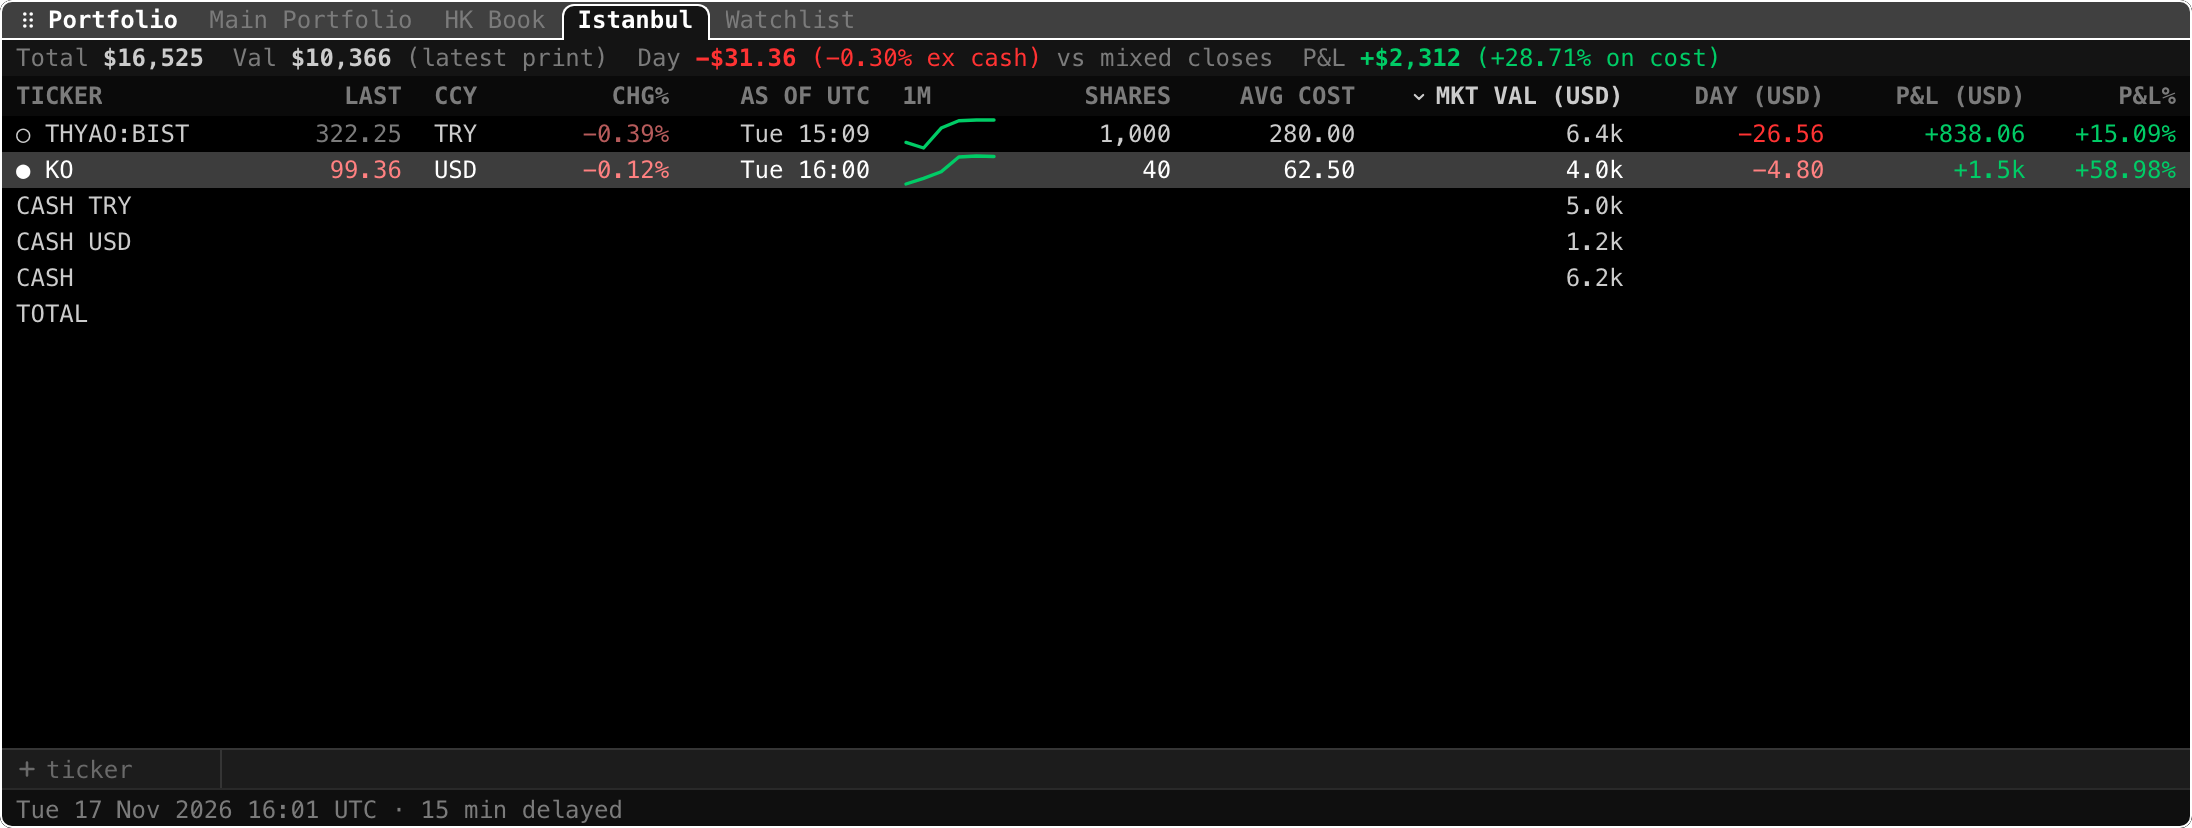 Portfolio Main Portfolio HK Book Istanbul Watchlist
Total $16,525 Val $10,366 (latest print) Day −$31.36 (−0.30% ex cash) vs mixed closes P&L +$2,312 (+28.71% on cost)
TICKER LAST CCY CHG% AS OF UTC 1M SHARES AVG COST MKT VAL (USD) DAY (USD) P&L (USD) P&L%
THYAO:BIST 322.25 TRY −0.39% Tue 15:09 1,000 280.00 6.4k −26.56 +838.06 +15.09%
KO 99.36 USD −0.12% Tue 16:00 40 62.50 4.0k −4.80 +1.5k +58.98%
CASH TRY 5.0k
CASH USD 1.2k
CASH 6.2k
TOTAL
+ ticker
Tue 17 Nov 2026 16:01 UTC · 15 min delayed